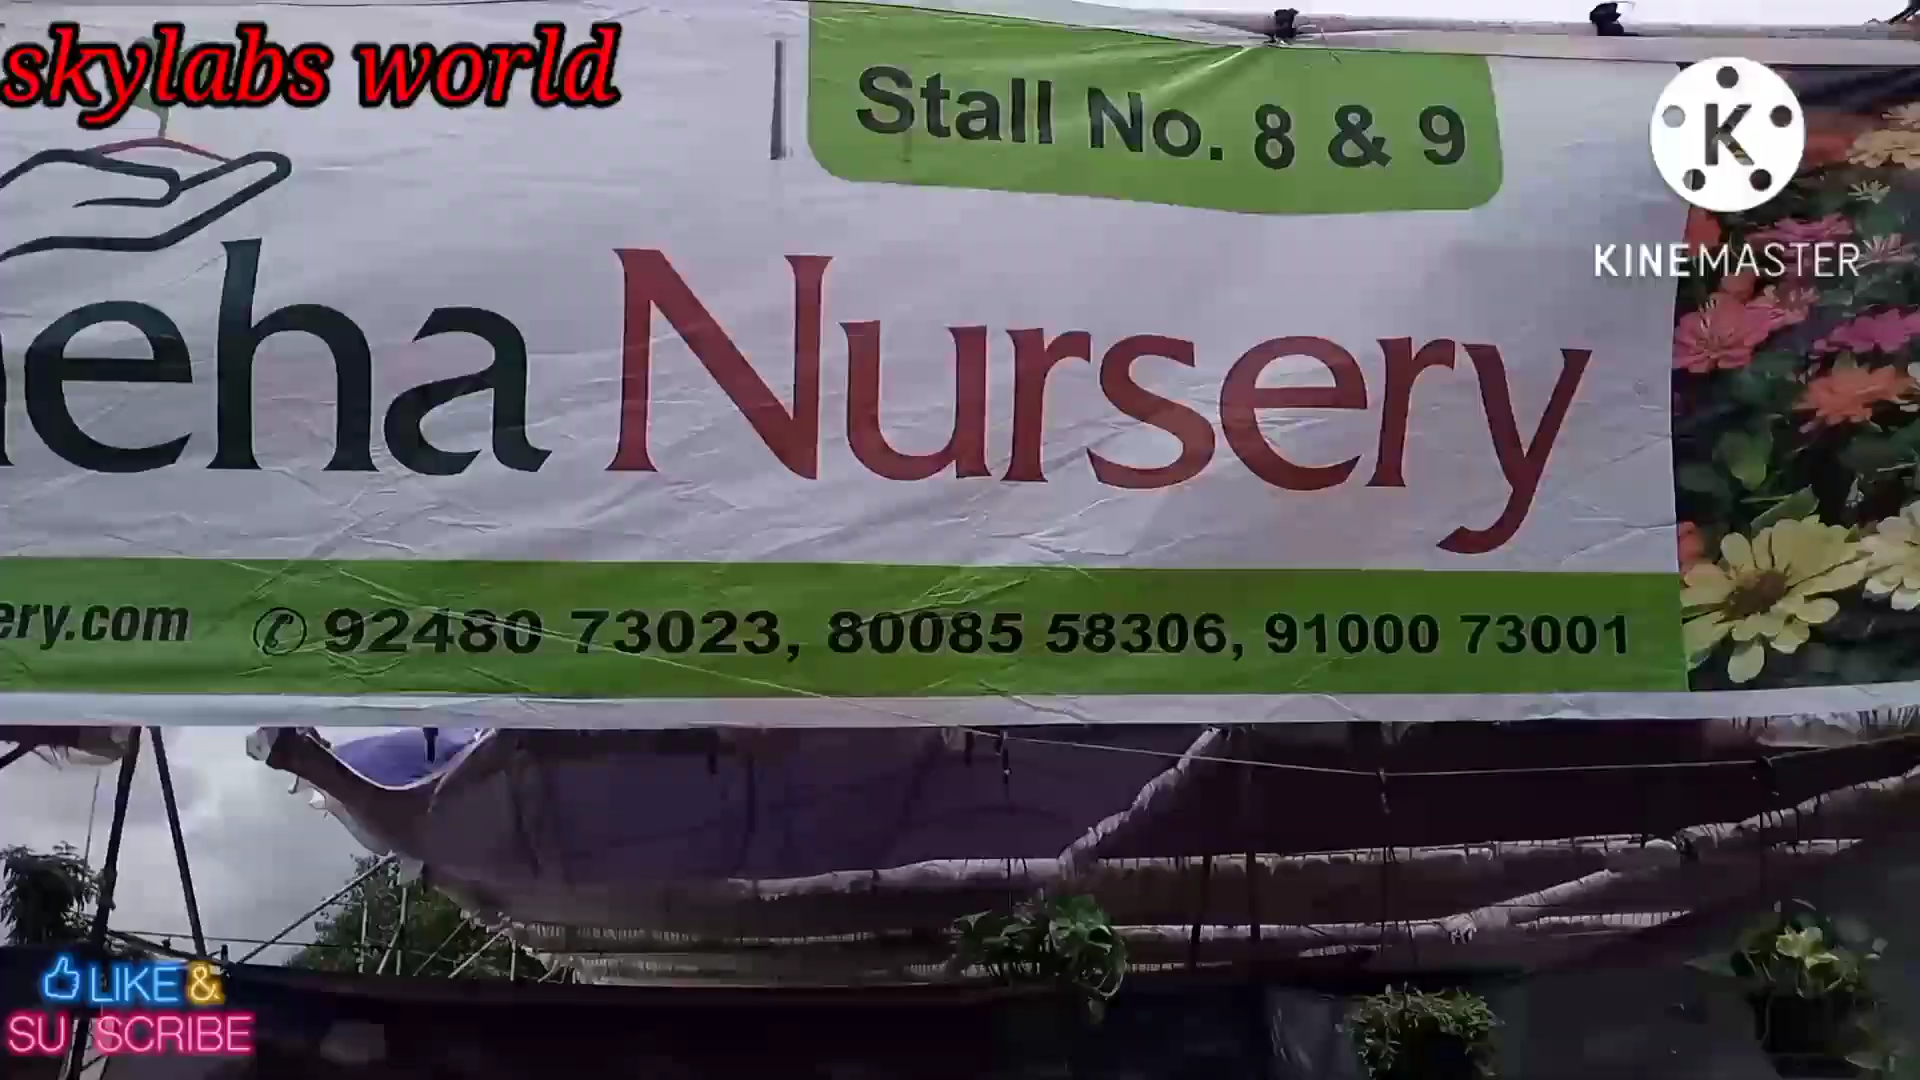 skylabs world
Stall No. 8 & 9
K
KINEMASTER
eha Nursery
ery.com 92480 73023, 80085 58306, 91000 73001
LIKE &
SU SCRIBE